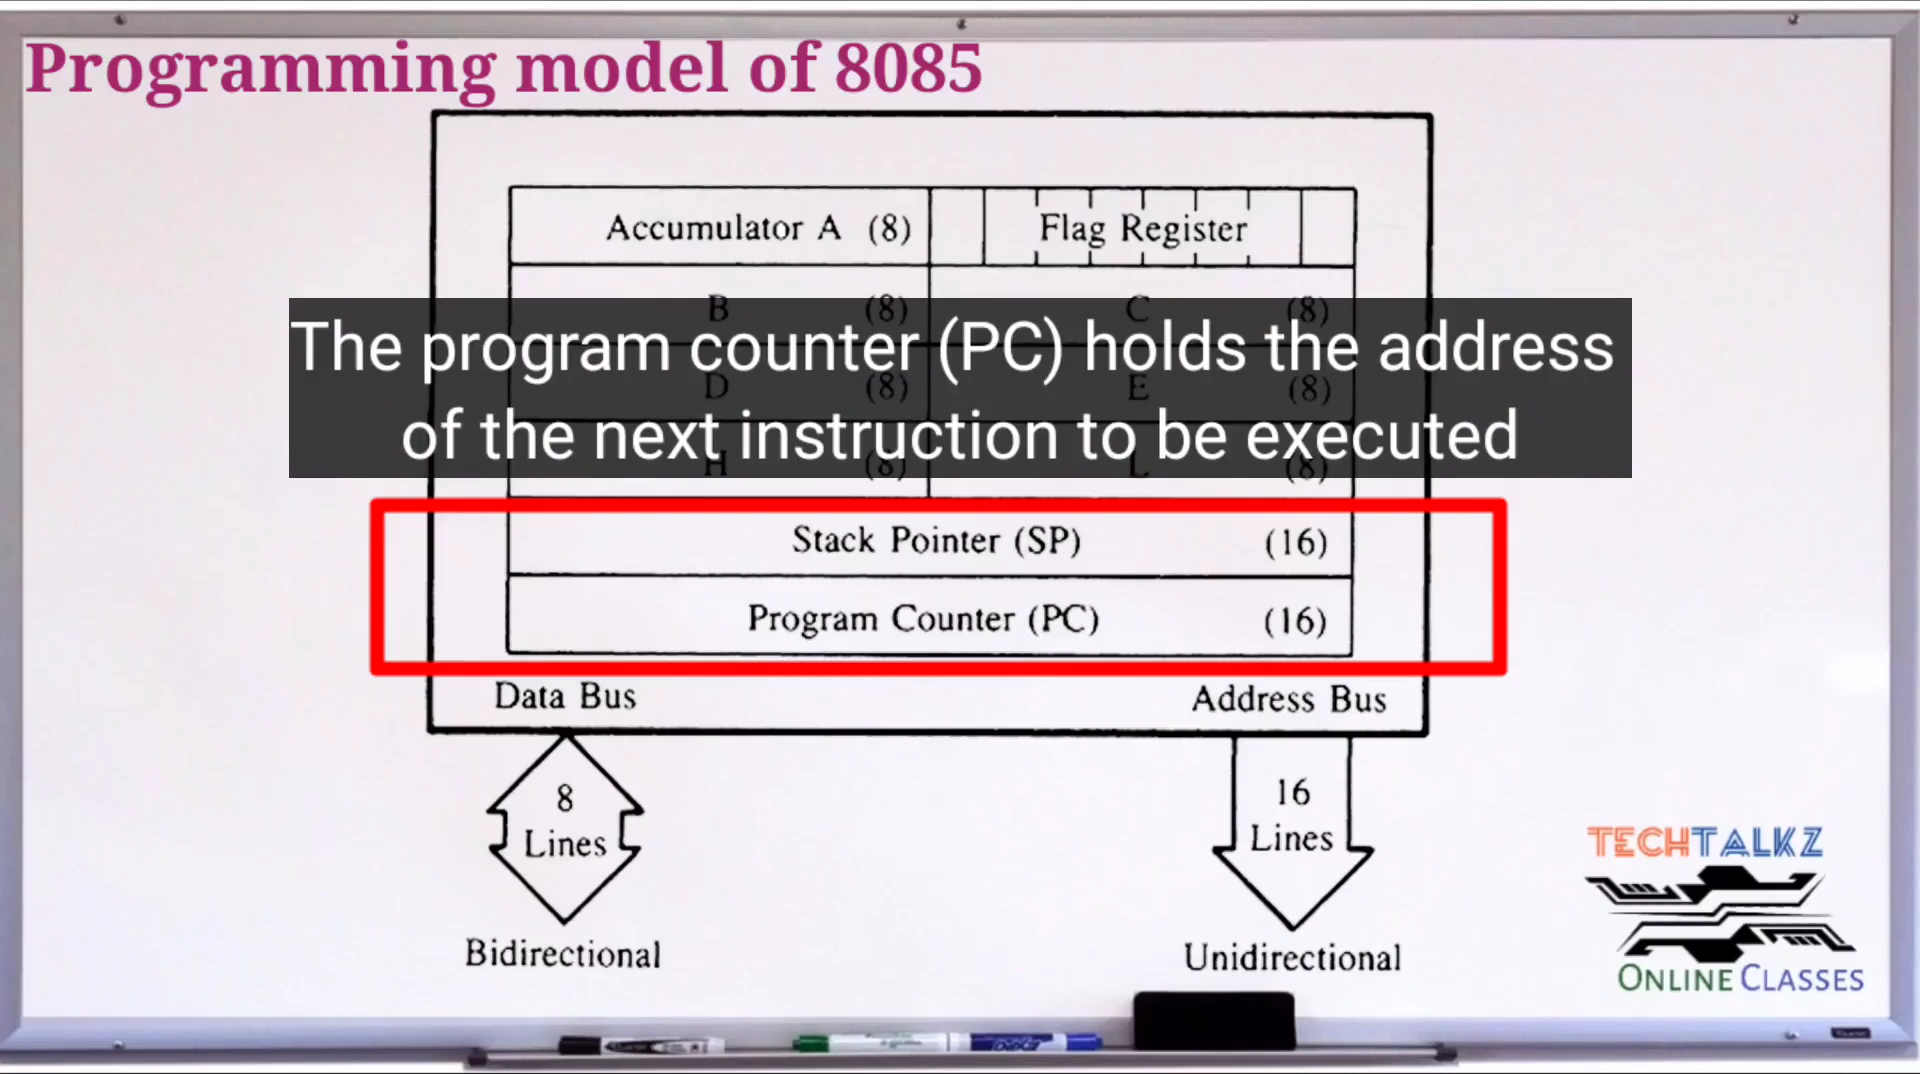 Programming model of 8085
Accumulator A (8)
Flag Register
B (8)
C (8)
The program counter (PC) holds the address
D (8)
E (8)
of the next instruction to be executed
H (8)
L (8)
Stack Pointer (SP) (16)
Program Counter (PC) (16)
Data Bus
Address Bus
8
Lines
16
Lines
Bidirectional
Unidirectional
TECHTALKZ
ONLINE CLASSES